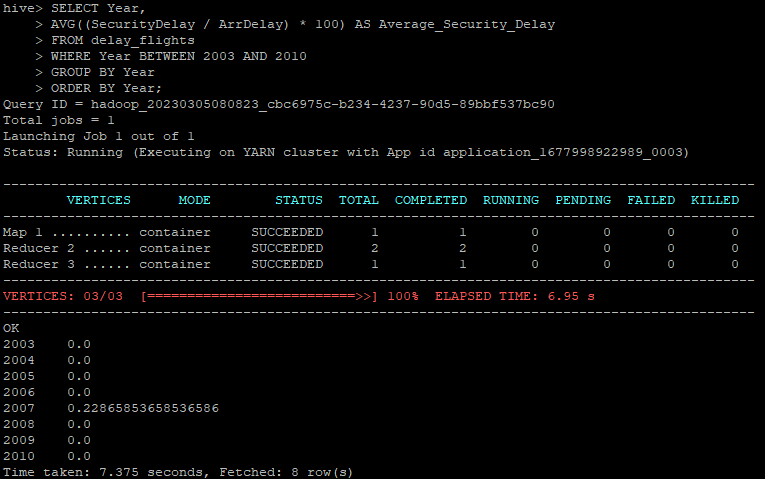 hive> SELECT Year,
    > AVG((SecurityDelay / ArrDelay) * 100) AS Average_Security_Delay
    > FROM delay_flights
    > WHERE Year BETWEEN 2003 AND 2010
    > GROUP BY Year
    > ORDER BY Year;
Query ID = hadoop_20230305080823_cbc6975c-b234-4237-90d5-89bbf537bc90
Total jobs = 1
Launching Job 1 out of 1
Status: Running (Executing on YARN cluster with App id application_1677998922989_0003)
----------------------------------------------------------------------------------------------
        VERTICES      MODE        STATUS  TOTAL  COMPLETED  RUNNING  PENDING  FAILED  KILLED
----------------------------------------------------------------------------------------------
Map 1 .......... container     SUCCEEDED      1          1        0        0       0       0
Reducer 2 ...... container     SUCCEEDED      2          2        0        0       0       0
Reducer 3 ...... container     SUCCEEDED      1          1        0        0       0       0
----------------------------------------------------------------------------------------------
VERTICES: 03/03  [==========================>>] 100%  ELAPSED TIME: 6.95 s
----------------------------------------------------------------------------------------------
OK
2003    0.0
2004    0.0
2005    0.0
2006    0.0
2007    0.22865853658536586
2008    0.0
2009    0.0
2010    0.0
Time taken: 7.375 seconds, Fetched: 8 row(s)